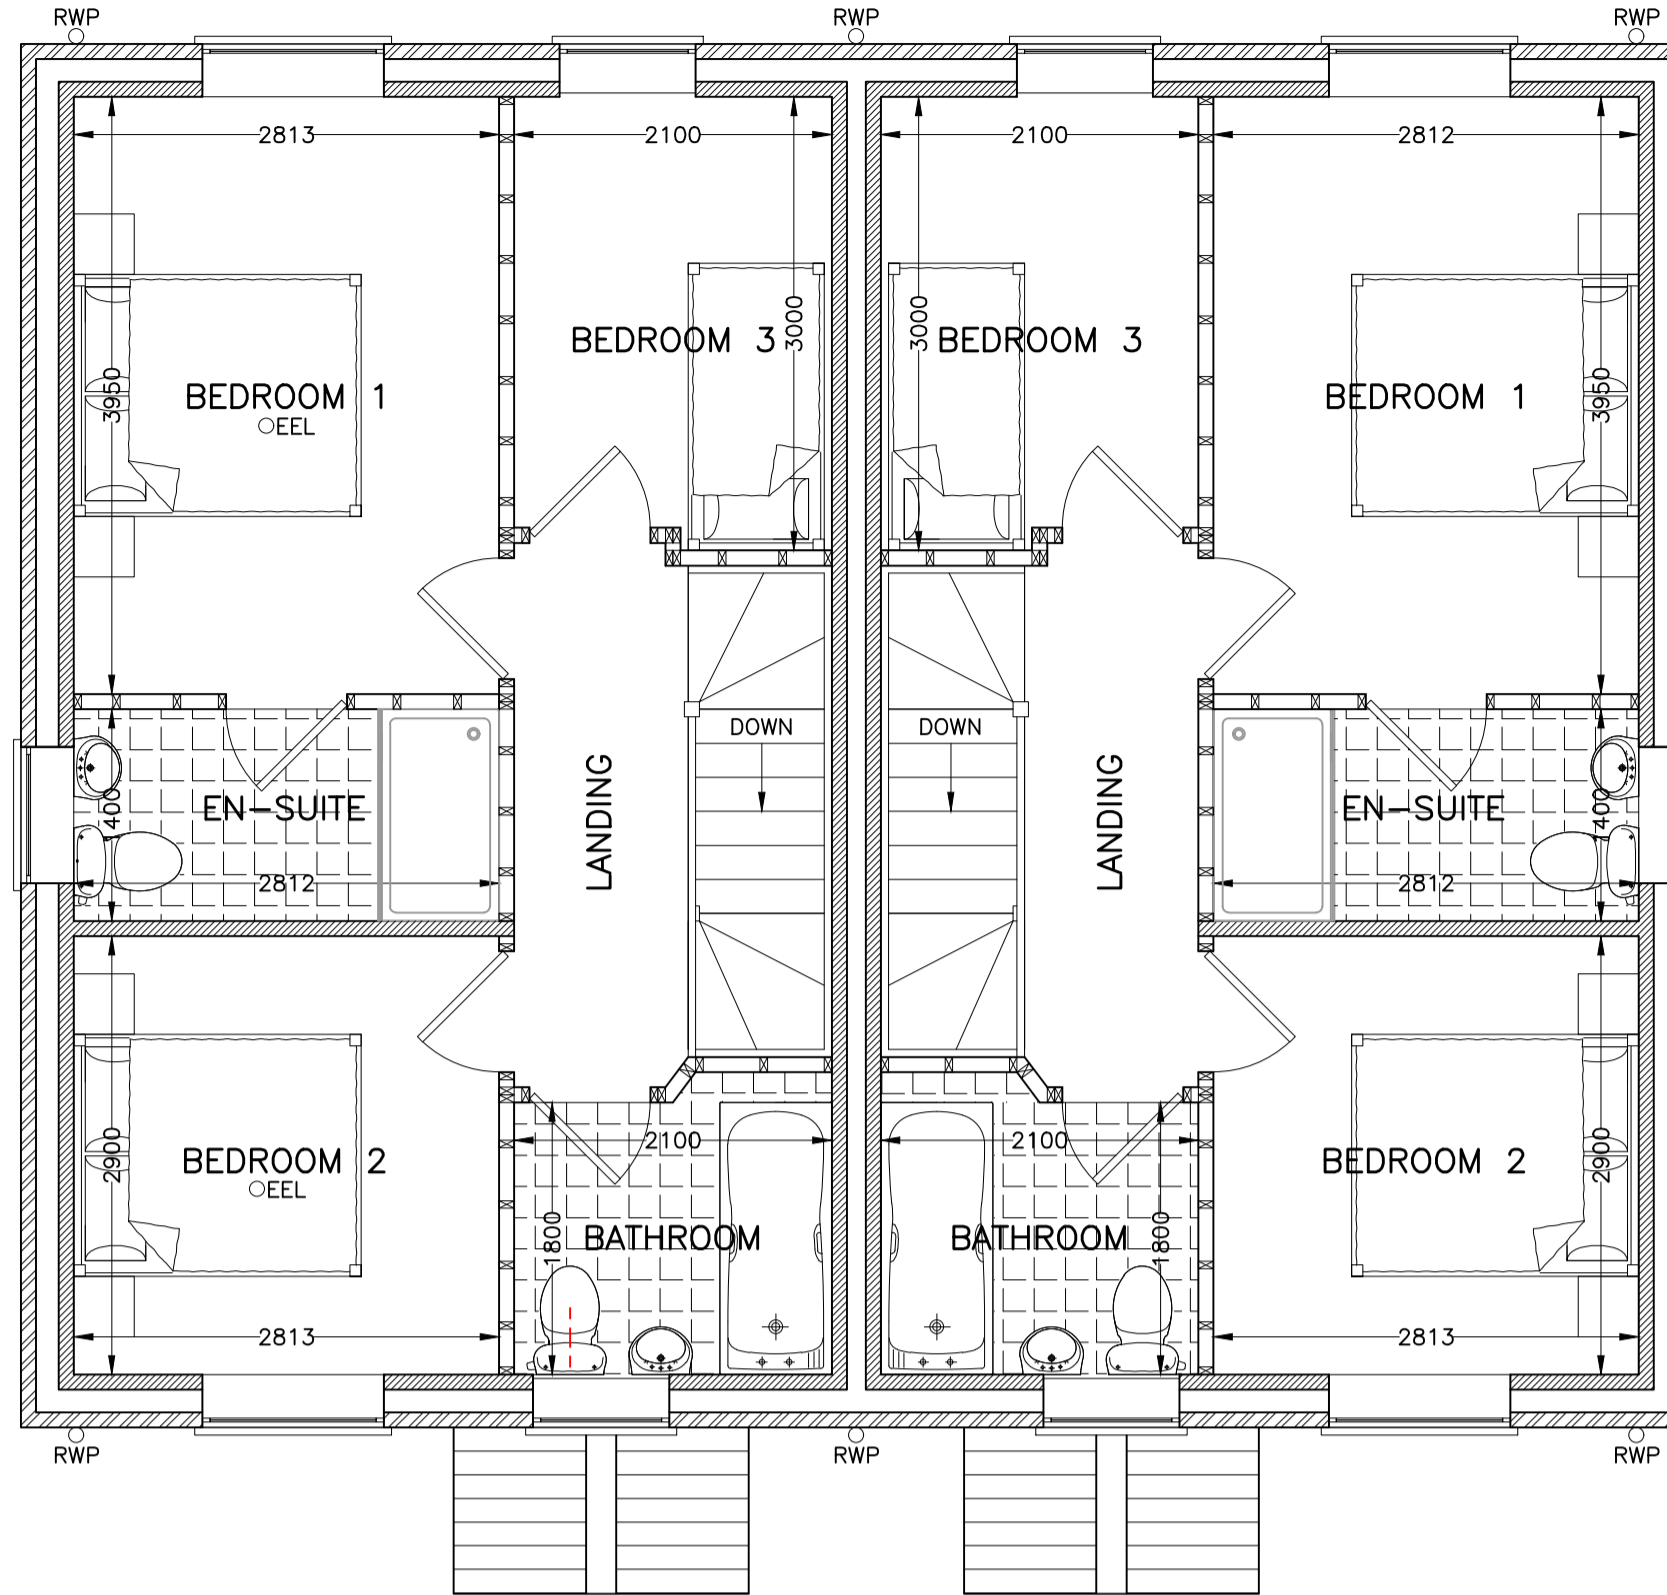 RWP RWP RWP
2813 2100 2100 2812
3000 3000
BEDROOM 3 BEDROOM 3
3950 BEDROOM 1 BEDROOM 1 3950
EEL
DOWN DOWN
LANDING LANDING
1400 EN-SUITE EN-SUITE 1400
2812 2812
2900 BEDROOM 2 BEDROOM 2 2900
EEL
2100 2100
1800 BATHROOM BATHROOM 1800
2813 2813
RWP RWP RWP